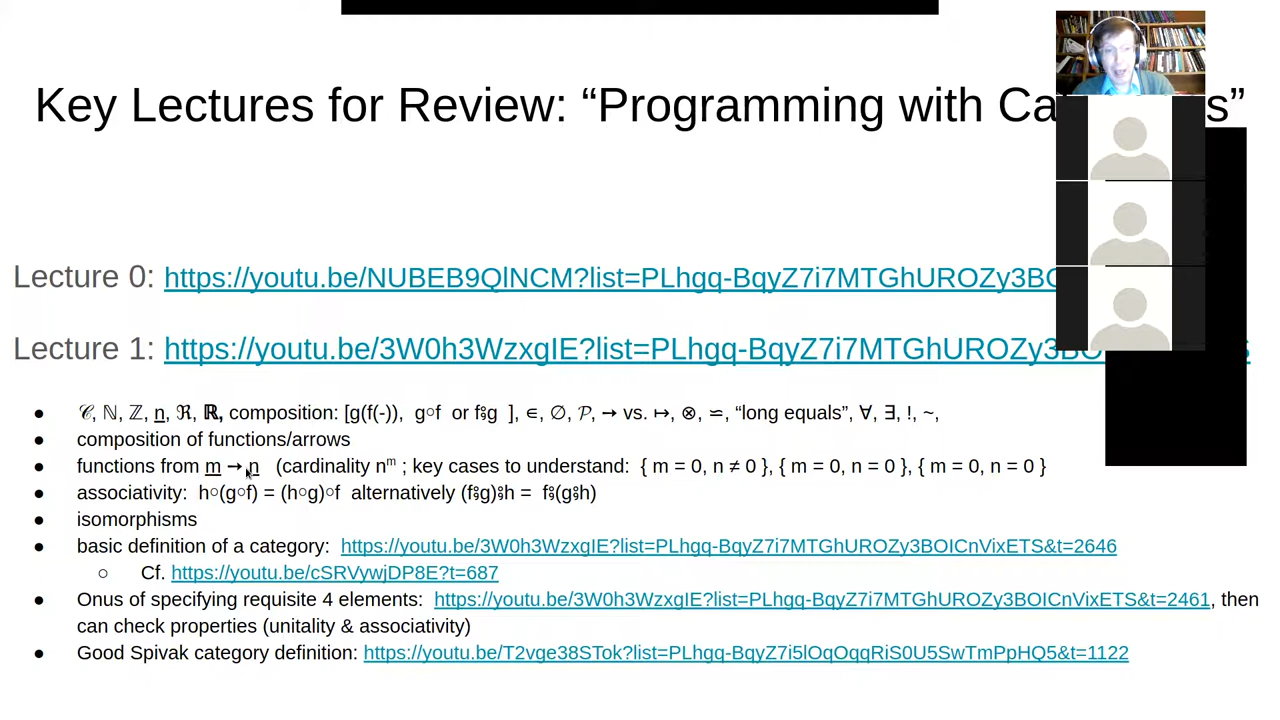 Key Lectures for Review: “Programming with Ca s”
Lecture 0: https://youtu.be/NUBEB9QlNCM?list=PLhgq-BqyZ7i7MTGhUROZy3BO
Lecture 1: https://youtu.be/3W0h3WzxgIE?list=PLhgq-BqyZ7i7MTGhUROZy3BO s
● 𝒞, ℕ, ℤ, n, ℜ, ℝ, composition: [g(f(-)), g○f or f⨟g ], ∊, ∅, 𝒫, → vs. ↦, ⊗, ⋍, “long equals”, ∀, ∃, !, ~,
● composition of functions/arrows
● functions from m → n (cardinality nᵐ ; key cases to understand: { m = 0, n ≠ 0 }, { m = 0, n = 0 }, { m = 0, n = 0 }
● associativity: h○(g○f) = (h○g)○f alternatively (f⨟g)⨟h = f⨟(g⨟h)
● isomorphisms
● basic definition of a category: https://youtu.be/3W0h3WzxgIE?list=PLhgq-BqyZ7i7MTGhUROZy3BOICnVixETS&t=2646
○ Cf. https://youtu.be/cSRVywjDP8E?t=687
● Onus of specifying requisite 4 elements: https://youtu.be/3W0h3WzxgIE?list=PLhgq-BqyZ7i7MTGhUROZy3BOICnVixETS&t=2461, then
can check properties (unitality & associativity)
● Good Spivak category definition: https://youtu.be/T2vge38STok?list=PLhgq-BqyZ7i5lOqOqqRiS0U5SwTmPpHQ5&t=1122